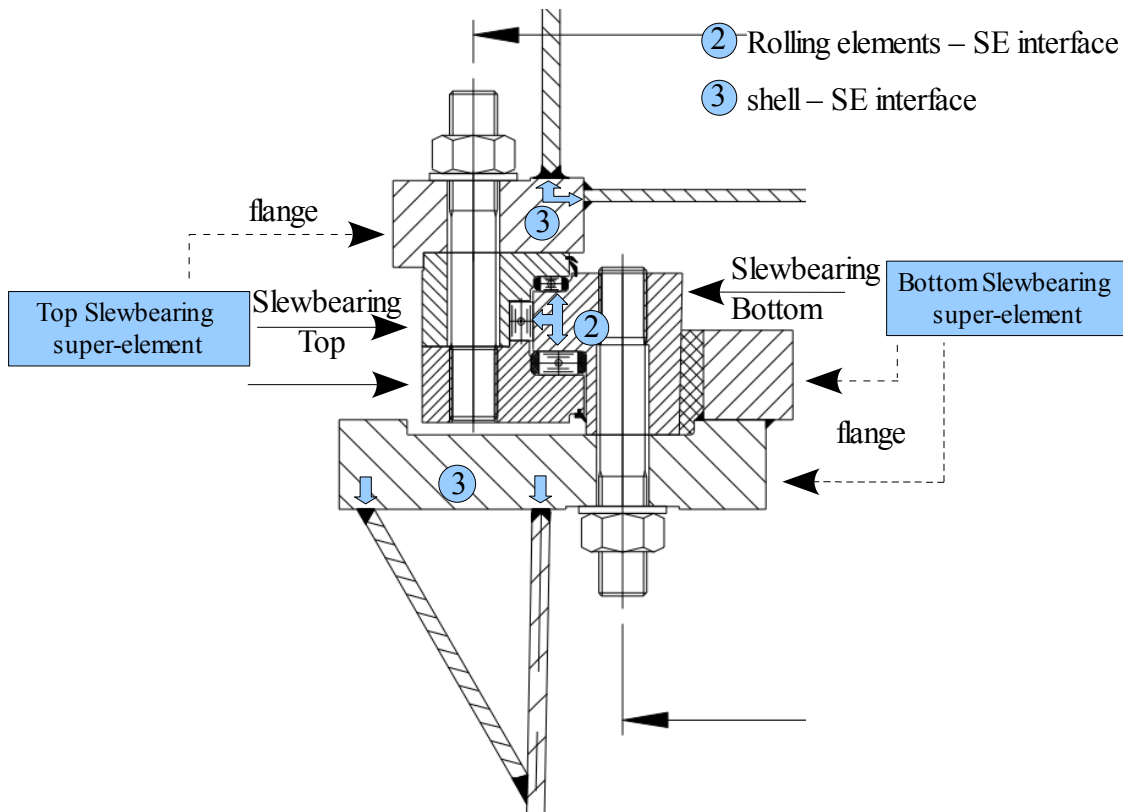 2 Rolling elements – SE interface
3 shell – SE interface
flange
3
Top Slewbearing
super-element
Slewbearing
Top
2
Slewbearing
Bottom
Bottom Slewbearing
super-element
flange
3